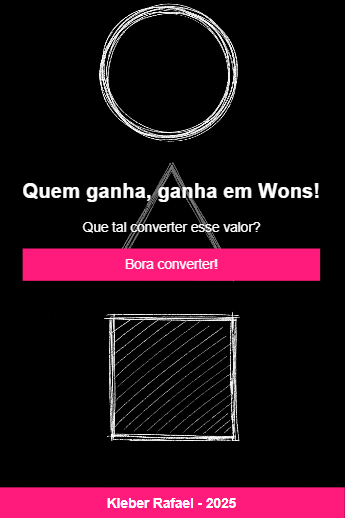 Quem ganha, ganha em Wons!
Que tal converter esse valor?
Bora converter!
Kleber Rafael - 2025